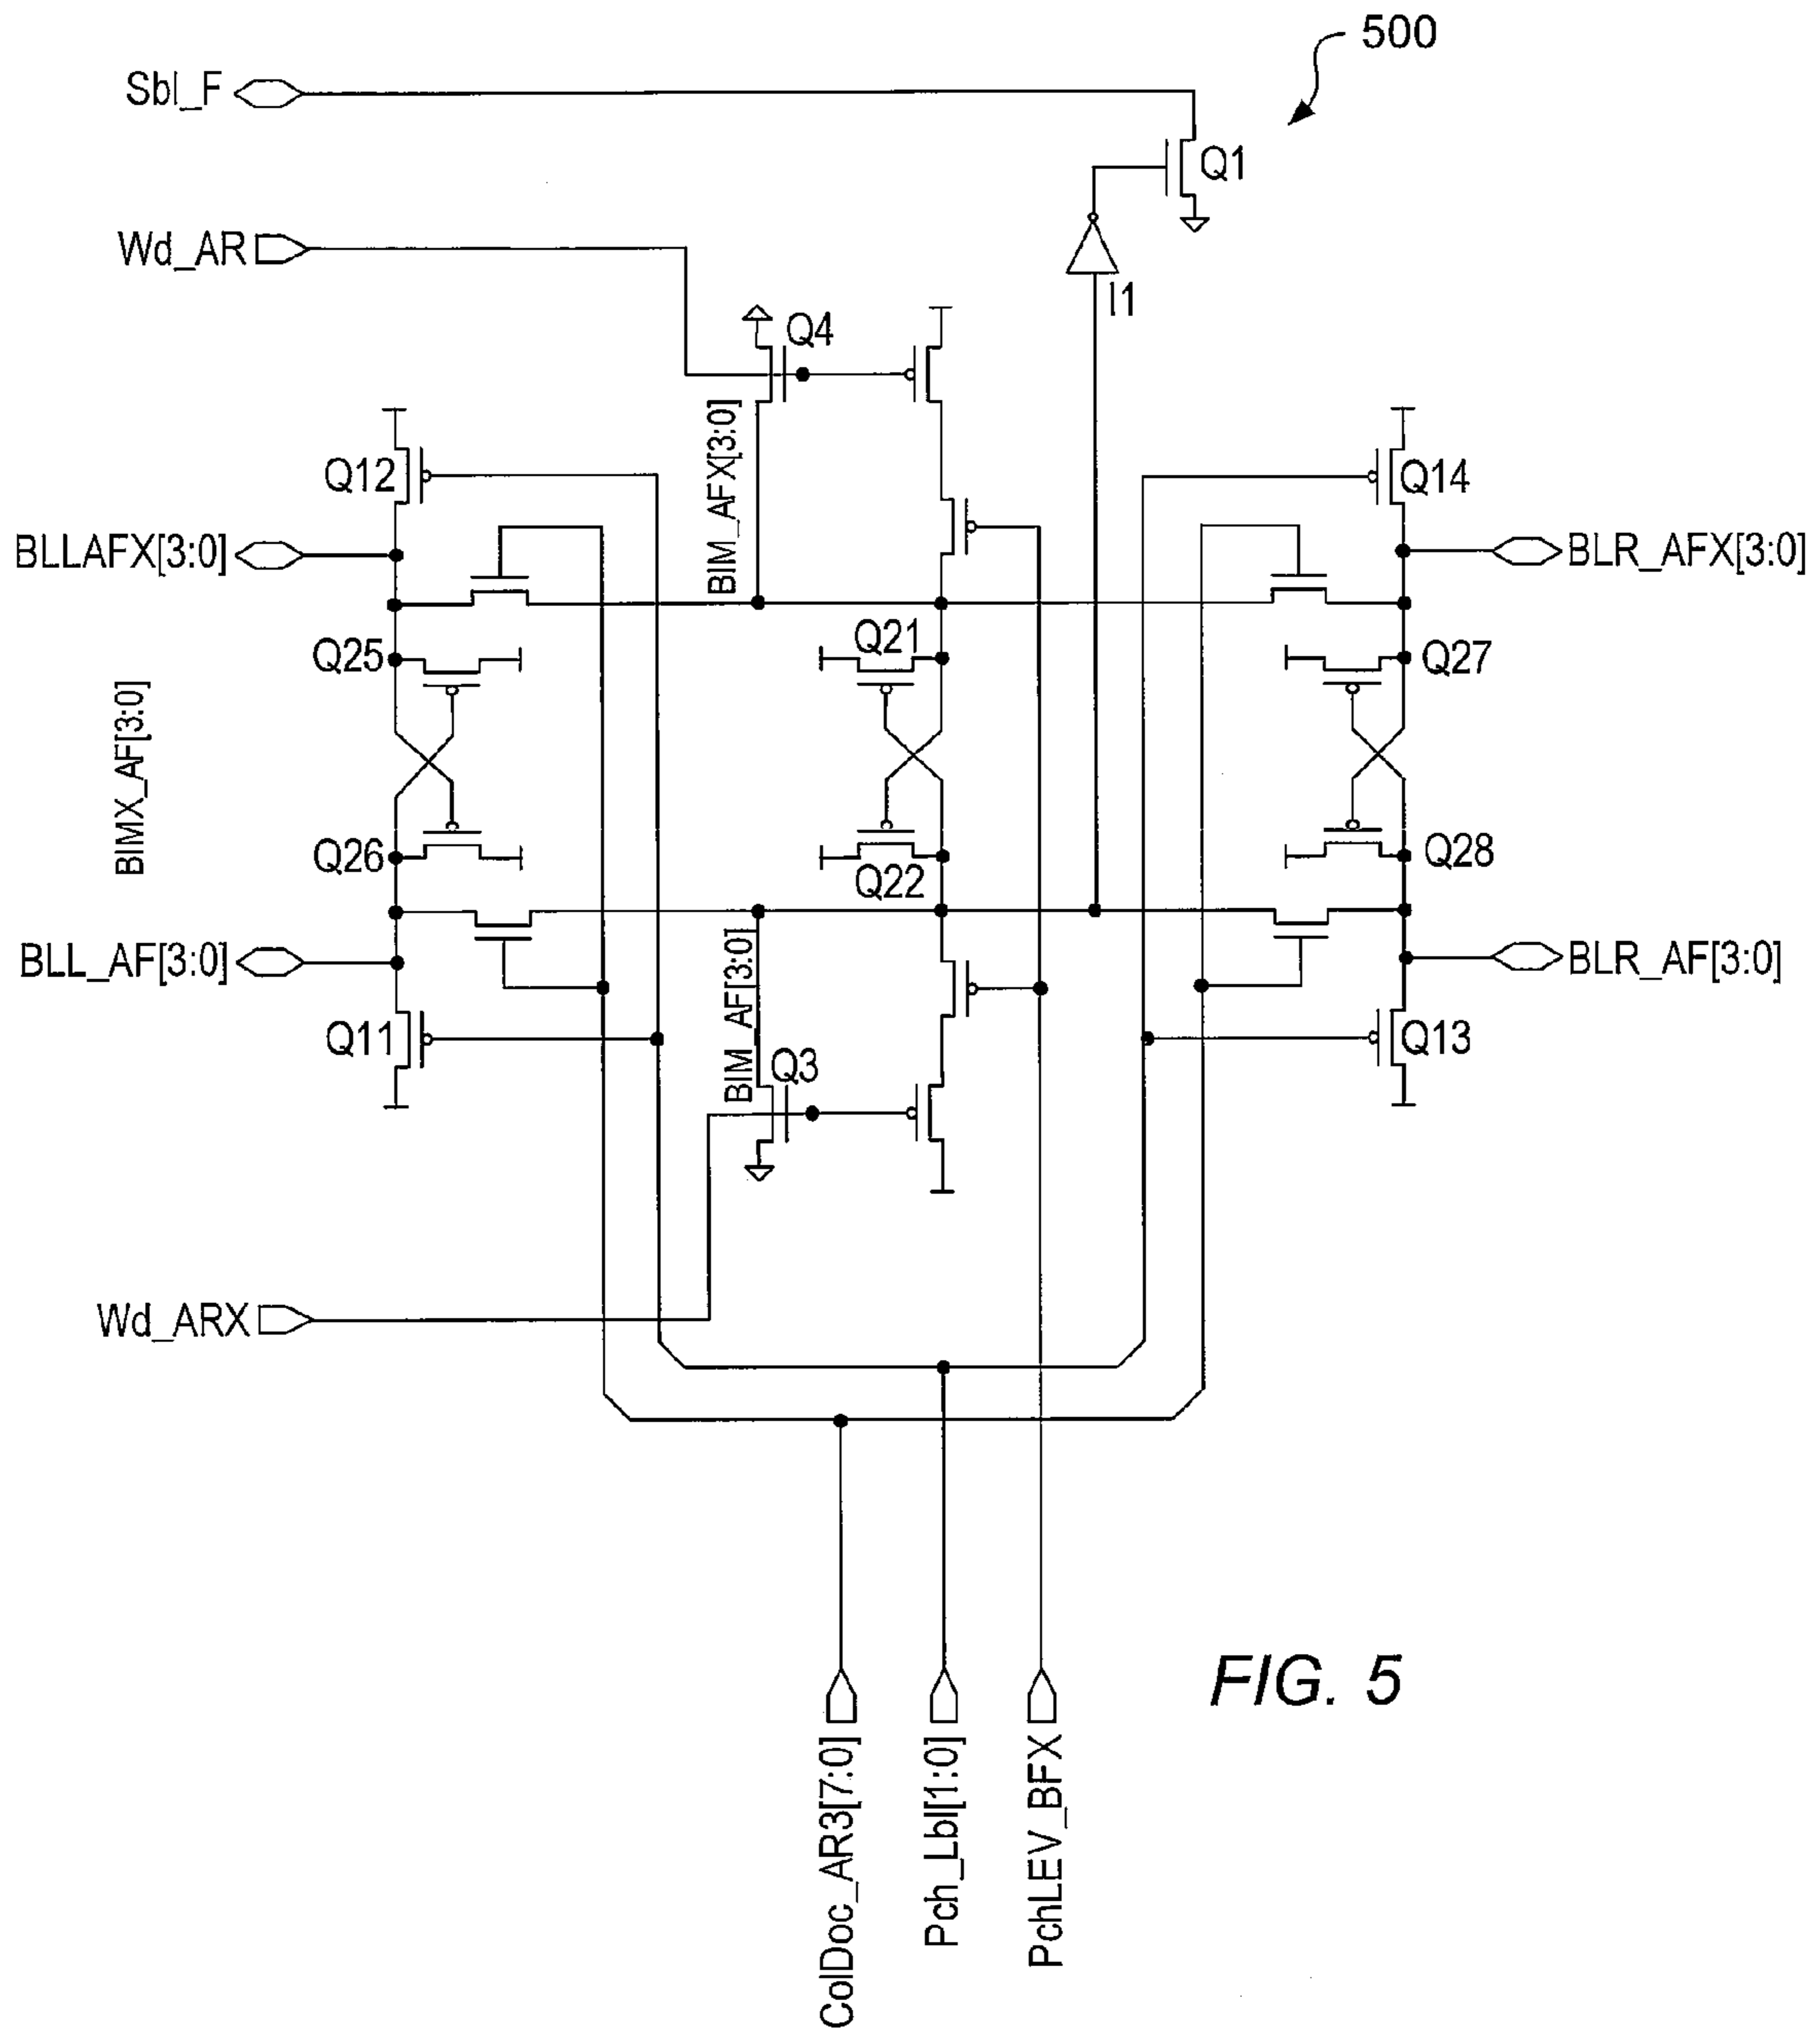 500
Sbl_F
Q1
Wd_AR
I1
Q4
BIM_AFX[3:0]
Q12
Q14
BLLAFX[3:0]
BLR_AFX[3:0]
Q25
Q21
Q27
BIMX_AF[3:0]
Q26
Q22
Q28
BLL_AF[3:0]
BLR_AF[3:0]
BIM_AF[3:0]
Q11
Q3
Q13
Wd_ARX
FIG. 5
ColDoc_AR3[7:0]
Pch_Lbl[1:0]
PchLEV_BFX